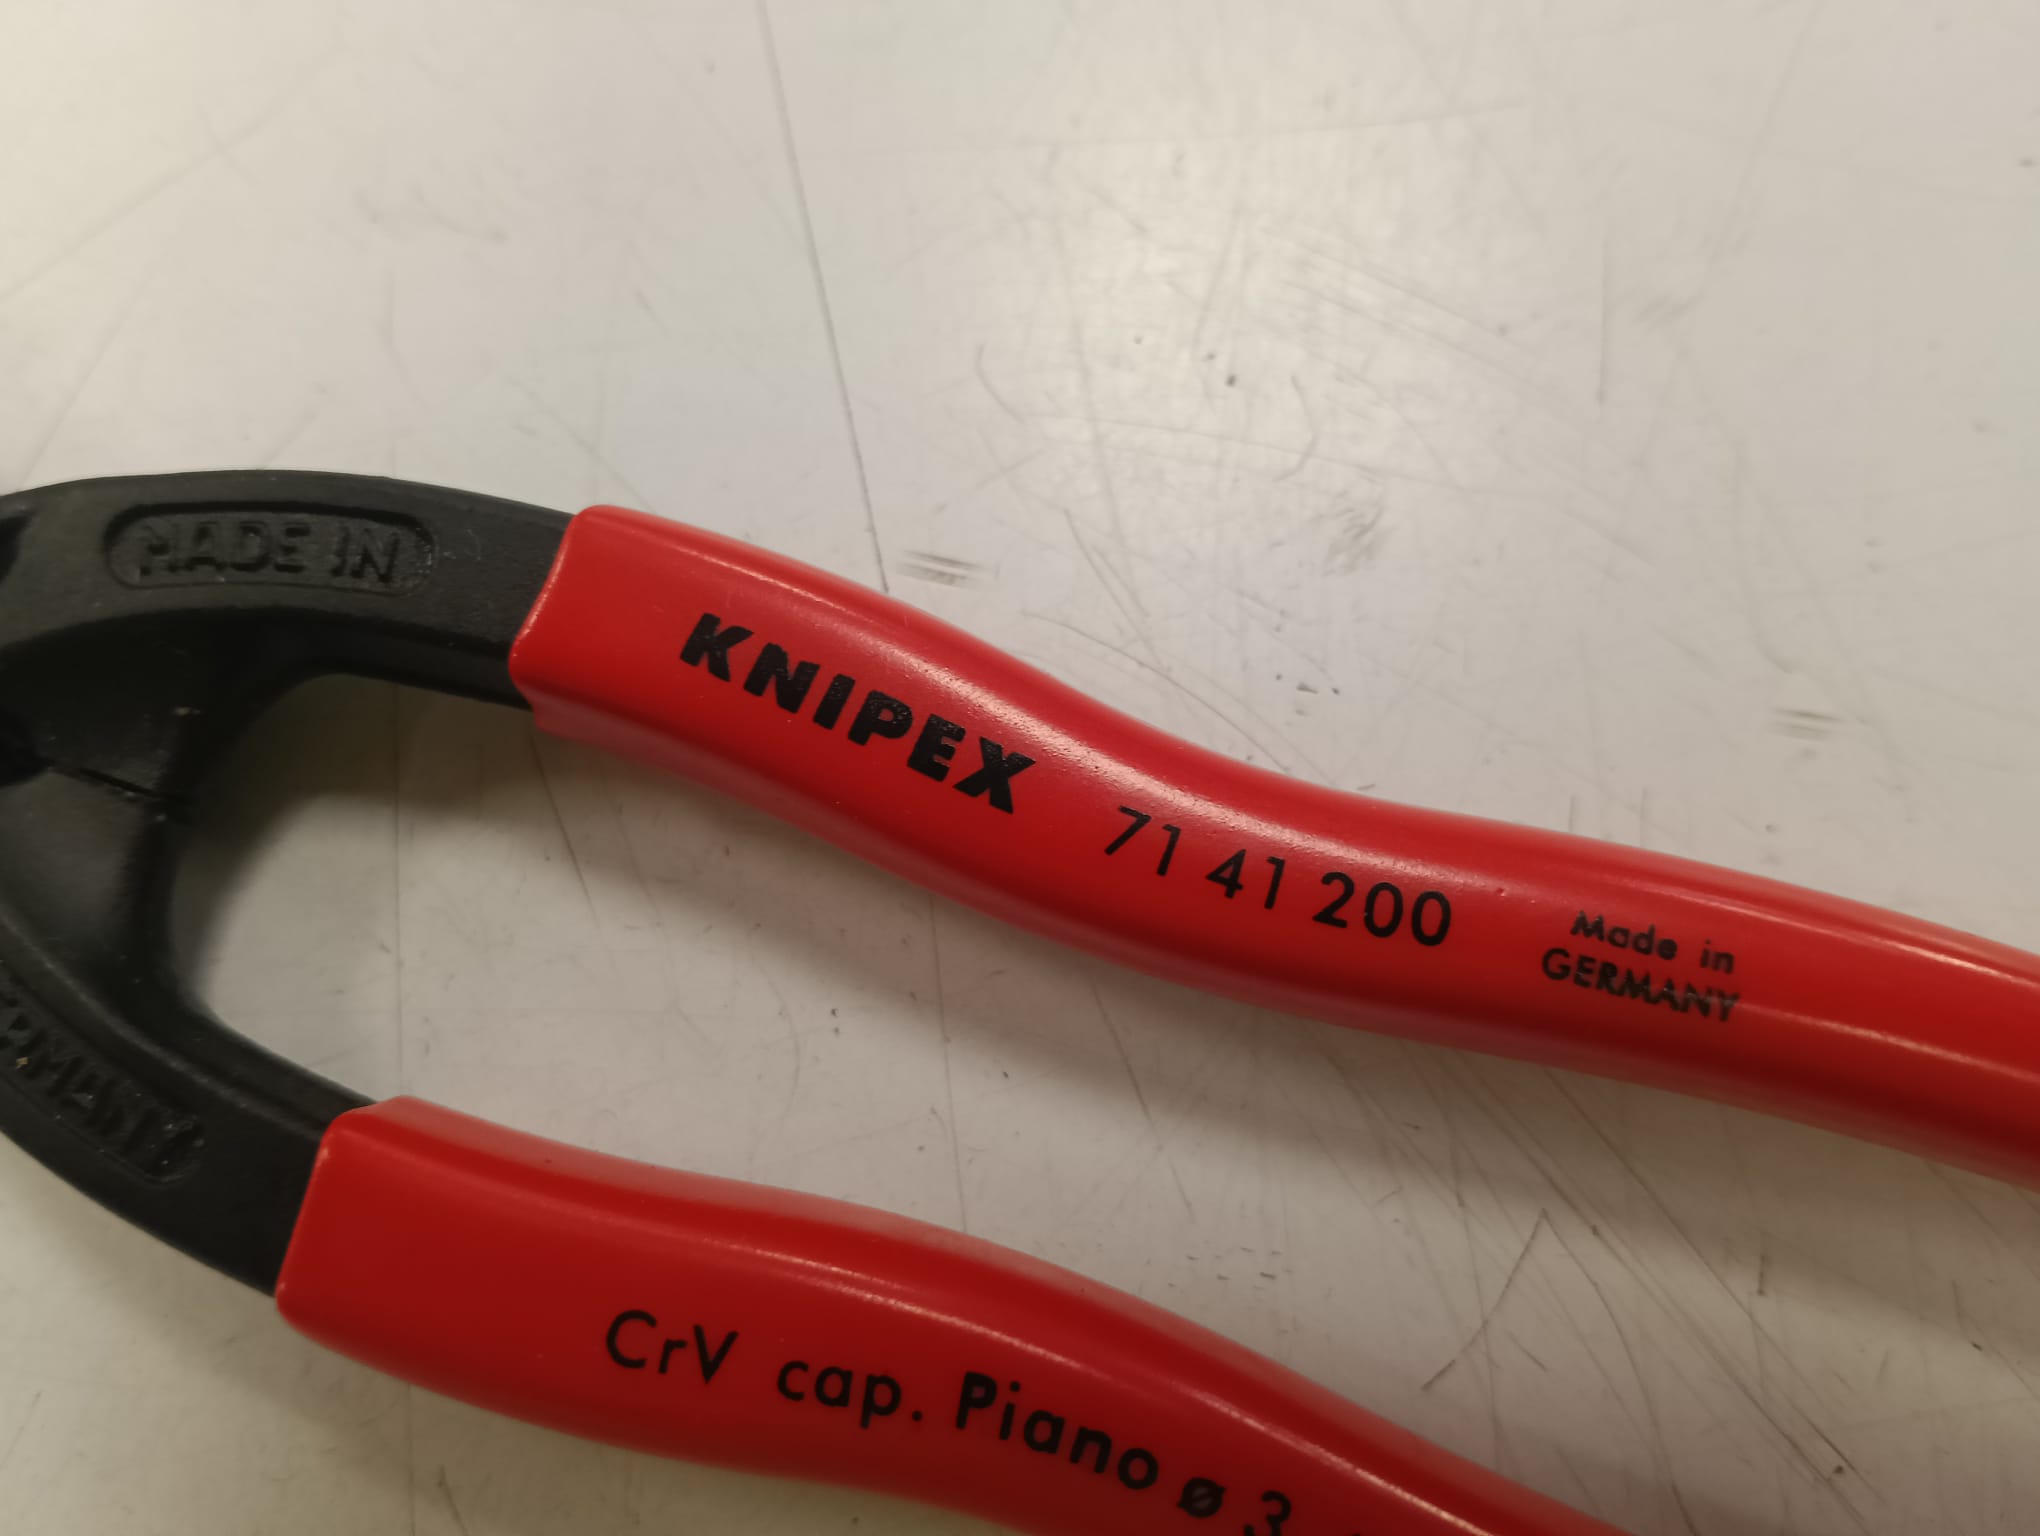 MADE IN
KNIPEX 71 41 200 Made in
GERMANY
CrV cap. Piano ø 3